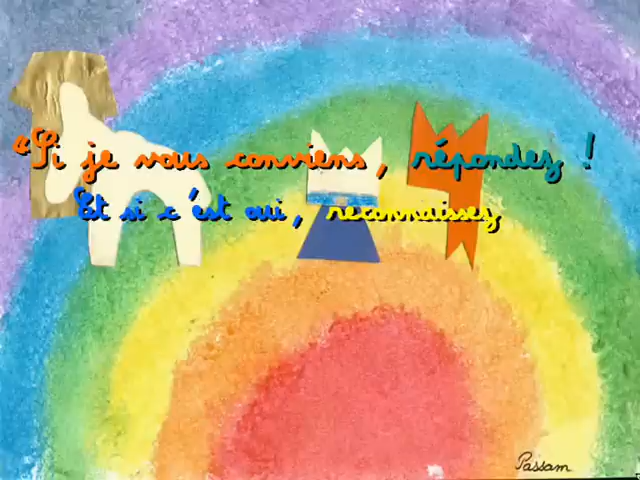 “Si je vous conviens, répondez !
Et si c'est oui, reconnaissez
Passam